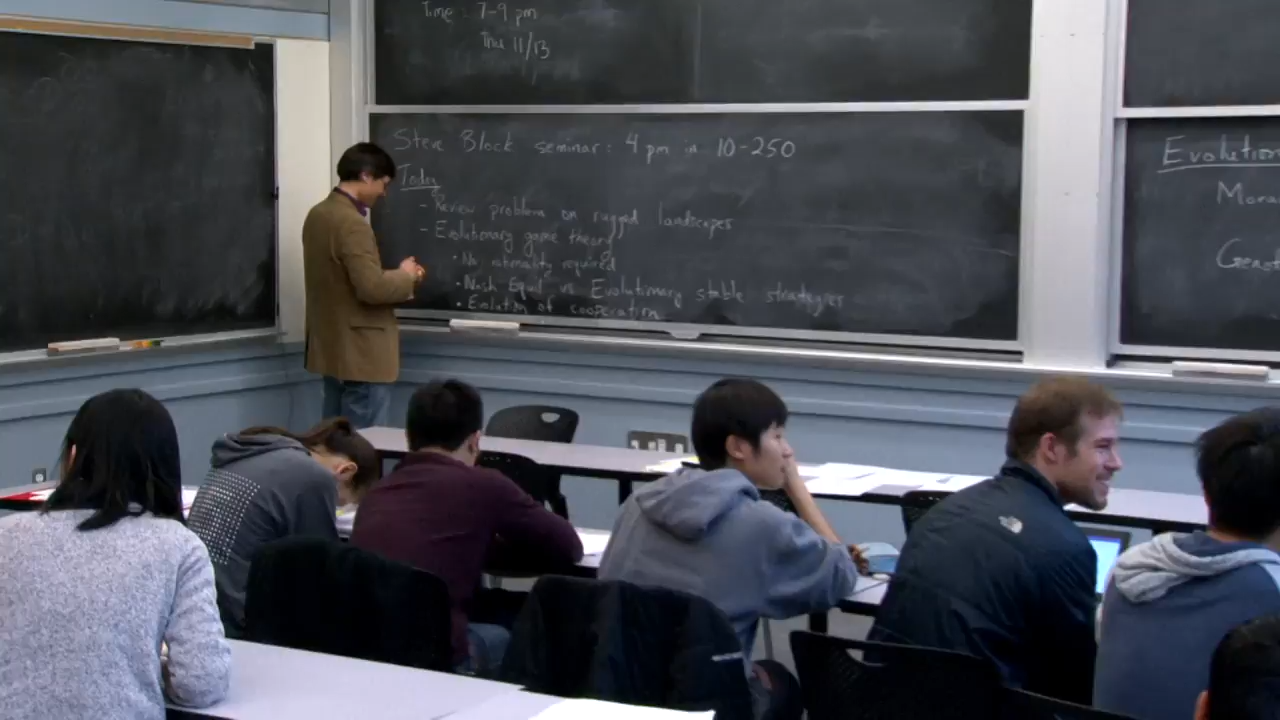 Time: 7-9 pm
Thu 11/13
Steve Block seminar: 4 pm in 10-250
Today
- Review problem on rugged landscapes
- Evolutionary game theory
• No rationality required
• Nash Equil vs Evolutionary stable strategies
• Evolution of cooperation
Evolution